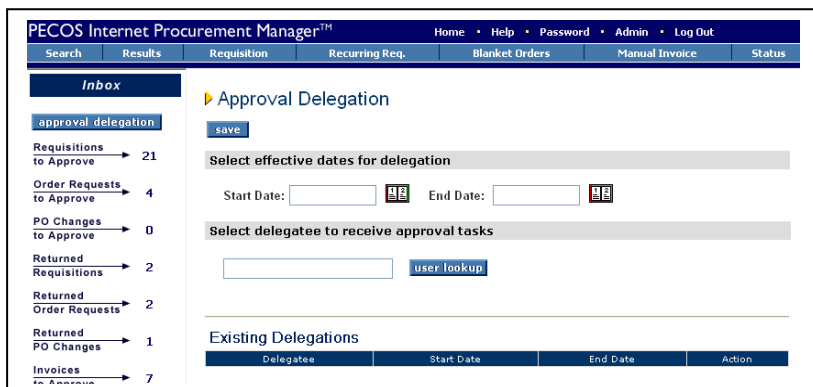 PECOS Internet Procurement Manager™ Home • Help • Password • Admin • Log Out
Search Results Requisition Recurring Req. Blanket Orders Manual Invoice Status
Inbox
approval delegation
Requisitions
to Approve 21
Order Requests
to Approve 4
PO Changes
to Approve 0
Returned
Requisitions 2
Returned
Order Requests 2
Returned
PO Changes 1
Invoices
to Approve 7
Approval Delegation
save
Select effective dates for delegation
Start Date: End Date:
Select delegatee to receive approval tasks
user lookup
Existing Delegations
Delegatee Start Date End Date Action